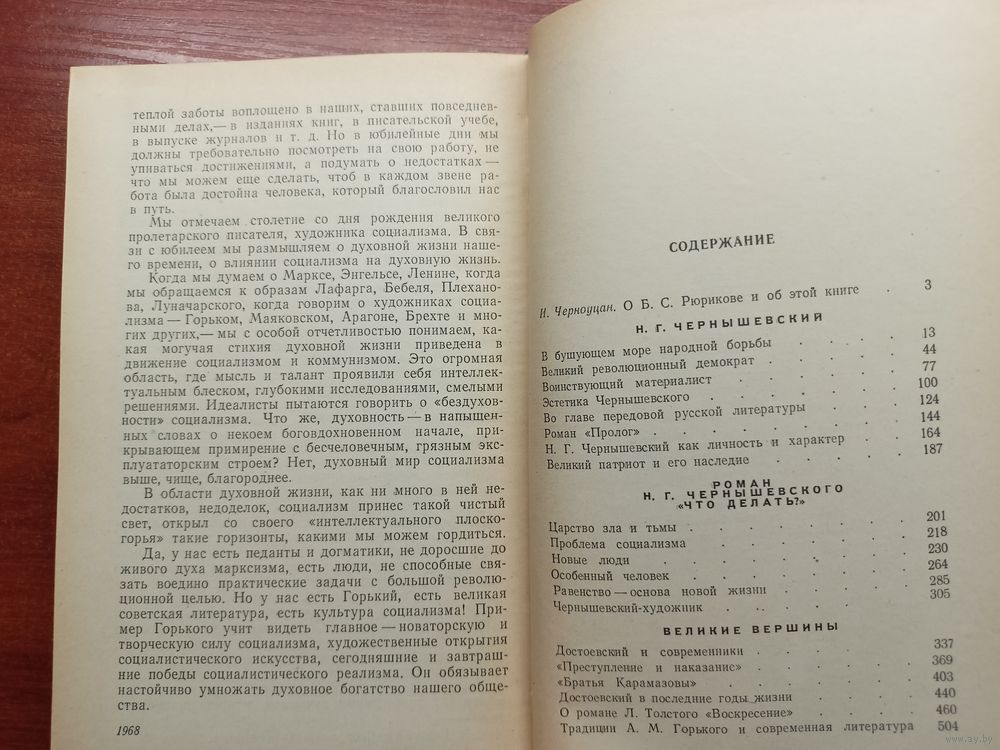 теплой заботы воплощено в наших, ставших повседнев-
ными делах,— в изданиях книг, в писательской учебе,
в выпуске журналов и т. д. Но в юбилейные дни мы
должны требовательно посмотреть на свою работу, не
упиваться достижениями, а подумать о недостатках —
что мы можем еще сделать, чтоб в каждом звене ра-
бота была достойна человека, который благословил нас
в путь.
Мы отмечаем столетие со дня рождения великого
пролетарского писателя, художника социализма. В свя-
зи с юбилеем мы размышляем о духовной жизни наше-
го времени, о влиянии социализма на духовную жизнь.
Когда мы думаем о Марксе, Энгельсе, Ленине, когда
мы обращаемся к образам Лафарга, Бебеля, Плехано-
ва, Луначарского, когда говорим о художниках социа-
лизма — Горьком, Маяковском, Арагоне, Брехте и мно-
гих других,— мы с особой отчетливостью понимаем, ка-
кая могучая стихия духовной жизни приведена в
движение социализмом и коммунизмом. Это огромная
область, где мысль и талант проявили себя интеллек-
туальным блеском, глубокими исследованиями, смелыми
решениями. Идеалисты пытаются говорить о «бездухов-
ности» социализма. Что же, духовность — в напыщен-
ных словах о некоем боговдохновенном начале, при-
крывающем примирение с бесчеловечным, грязным экс-
плуататорским строем? Нет, духовный мир социализма
выше, чище, благороднее.
В области духовной жизни, как ни много в ней не-
достатков, недоделок, социализм принес такой чистый
свет, открыл со своего «интеллектуального плоско-
горья» такие горизонты, какими мы можем гордиться.
Да, у нас есть педанты и догматики, не доросшие до
живого духа марксизма, есть люди, не способные свя-
зать воедино практические задачи с большой револю-
ционной целью. Но у нас есть Горький, есть великая
советская литература, есть культура социализма! При-
мер Горького учит видеть главное — новаторскую и
творческую силу социализма, художественные открытия
социалистического искусства, сегодняшние и завтраш-
ние победы социалистического реализма. Он обязывает
настойчиво умножать духовное богатство нашего обще-
ства.
1968
СОДЕРЖАНИЕ
И. Черноуцан. О Б. С. Рюрикове и об этой книге . 3
Н. Г. ЧЕРНЫШЕВСКИЙ
В бушующем море народной борьбы . . . . 13
Великий революционный демократ . . . . 44
Воинствующий материалист . . . . . 77
Эстетика Чернышевского . . . . . 100
Во главе передовой русской литературы . . . 124
Роман «Пролог» . . . . . . 144
Н. Г. Чернышевский как личность и характер . . 164
Великий патриот и его наследие . . . . 187
РОМАН
Н. Г. ЧЕРНЫШЕВСКОГО
«ЧТО ДЕЛАТЬ?»
Царство зла и тьмы . . . . . . 201
Проблема социализма . . . . . . 218
Новые люди . . . . . . . 230
Особенный человек . . . . . . 264
Равенство — основа новой жизни . . . . 285
Чернышевский-художник . . . . . 305
ВЕЛИКИЕ ВЕРШИНЫ
Достоевский и современники . . . . . 337
«Преступление и наказание» . . . . . 369
«Братья Карамазовы» . . . . . . 403
Достоевский в последние годы жизни . . . . 440
О романе Л. Толстого «Воскресение» . . . . 460
Традиции А. М. Горького и современная литература 504
www.ay.by